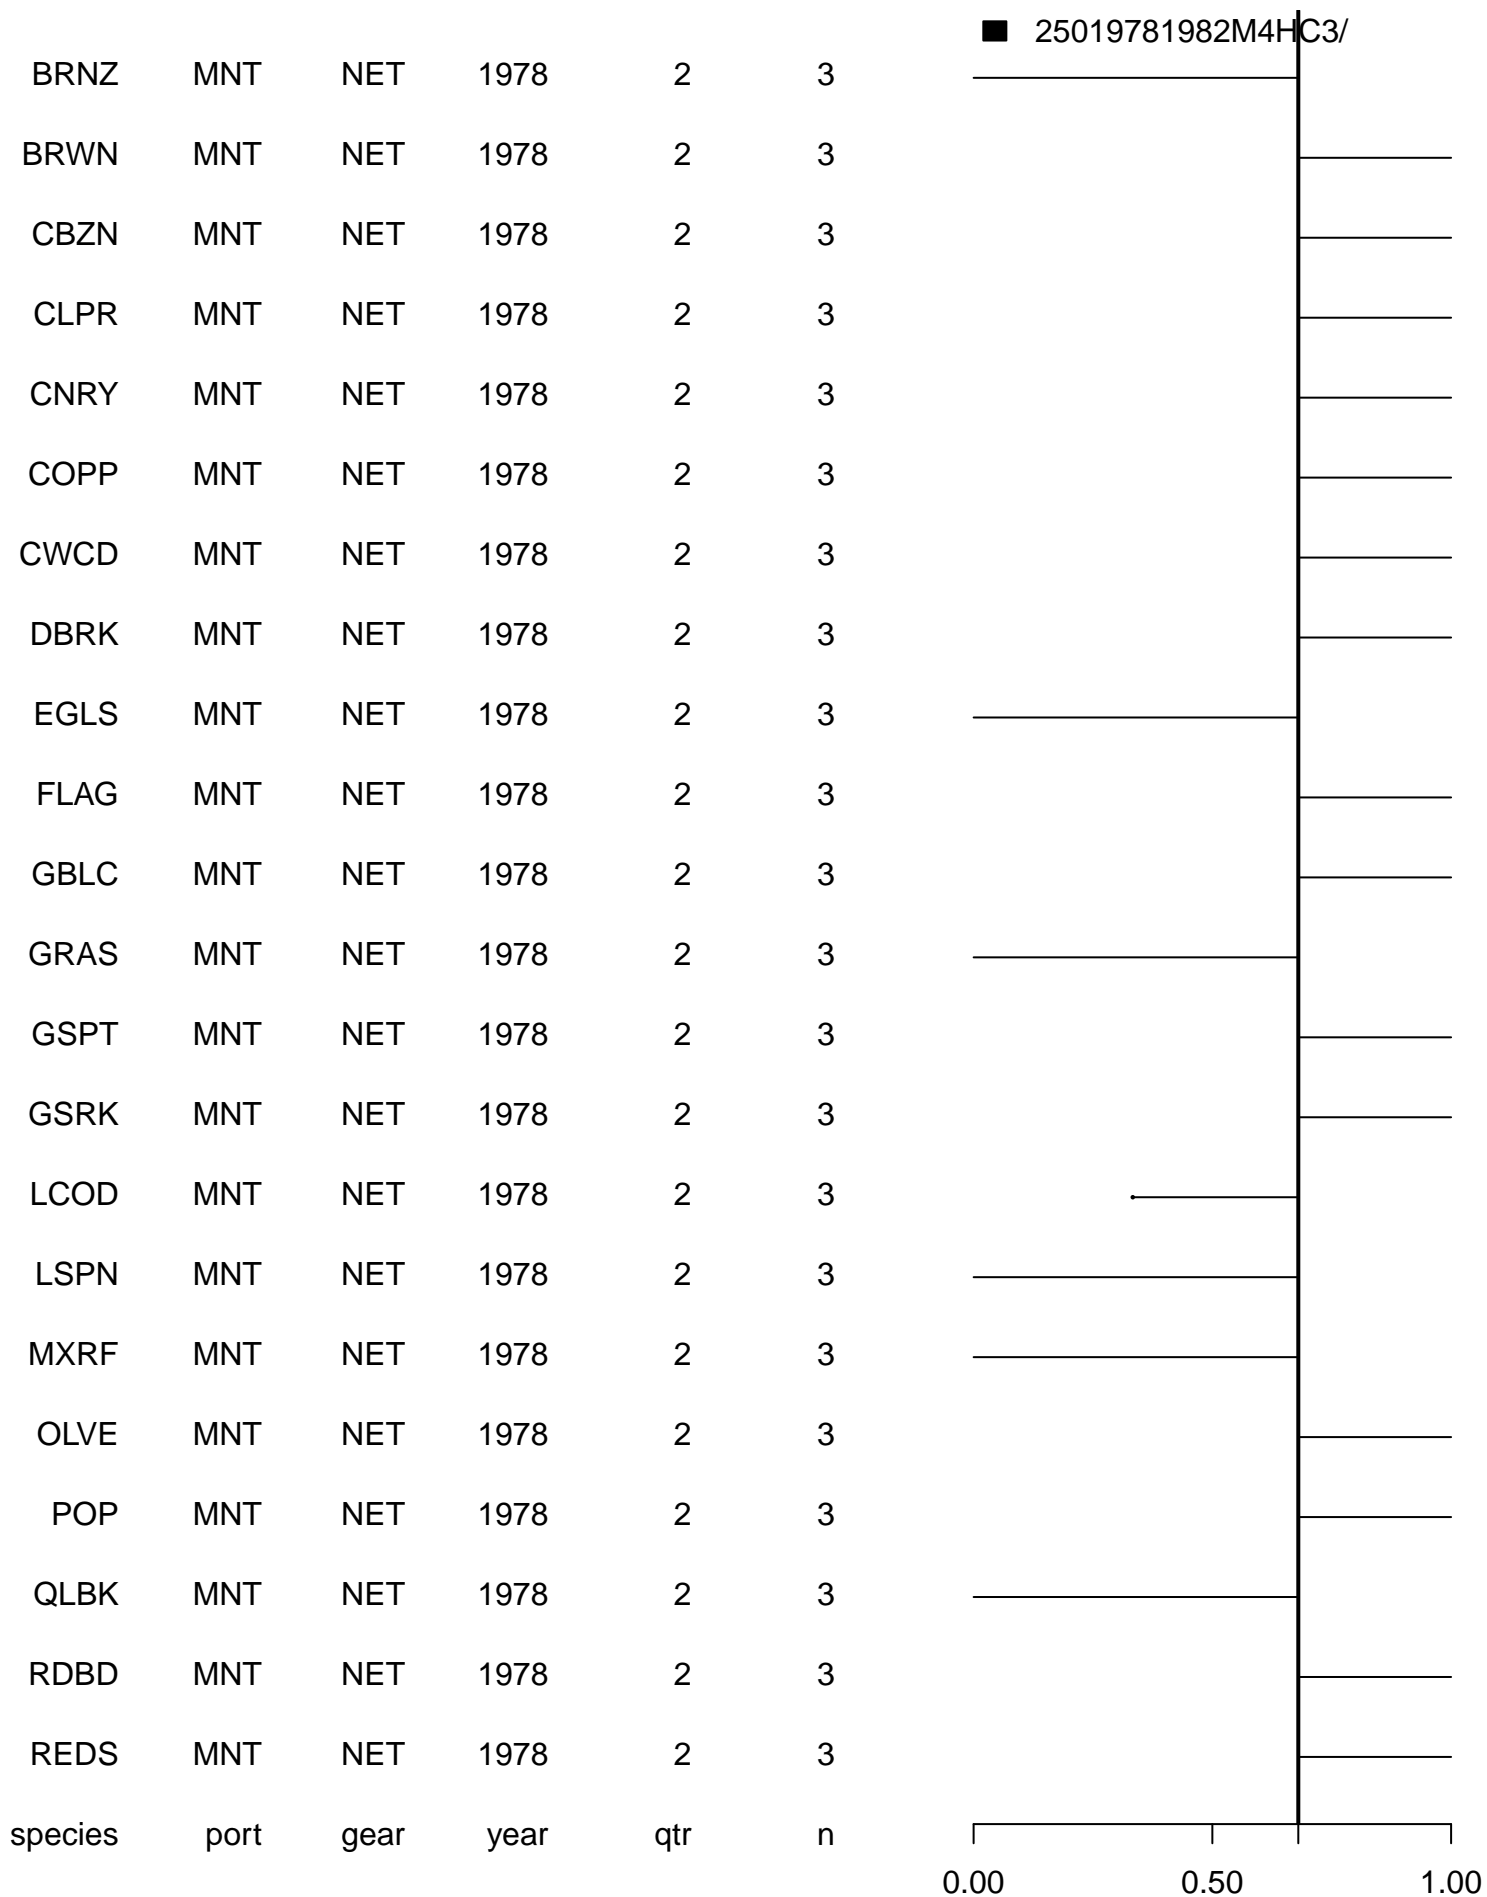 25019781982M4HC3/
BRNZ MNT NET 1978 2 3
BRWN MNT NET 1978 2 3
CBZN MNT NET 1978 2 3
CLPR MNT NET 1978 2 3
CNRY MNT NET 1978 2 3
COPP MNT NET 1978 2 3
CWCD MNT NET 1978 2 3
DBRK MNT NET 1978 2 3
EGLS MNT NET 1978 2 3
FLAG MNT NET 1978 2 3
GBLC MNT NET 1978 2 3
GRAS MNT NET 1978 2 3
GSPT MNT NET 1978 2 3
GSRK MNT NET 1978 2 3
LCOD MNT NET 1978 2 3
LSPN MNT NET 1978 2 3
MXRF MNT NET 1978 2 3
OLVE MNT NET 1978 2 3
POP MNT NET 1978 2 3
QLBK MNT NET 1978 2 3
RDBD MNT NET 1978 2 3
REDS MNT NET 1978 2 3
species port gear year qtr n
0.00 0.50 1.00